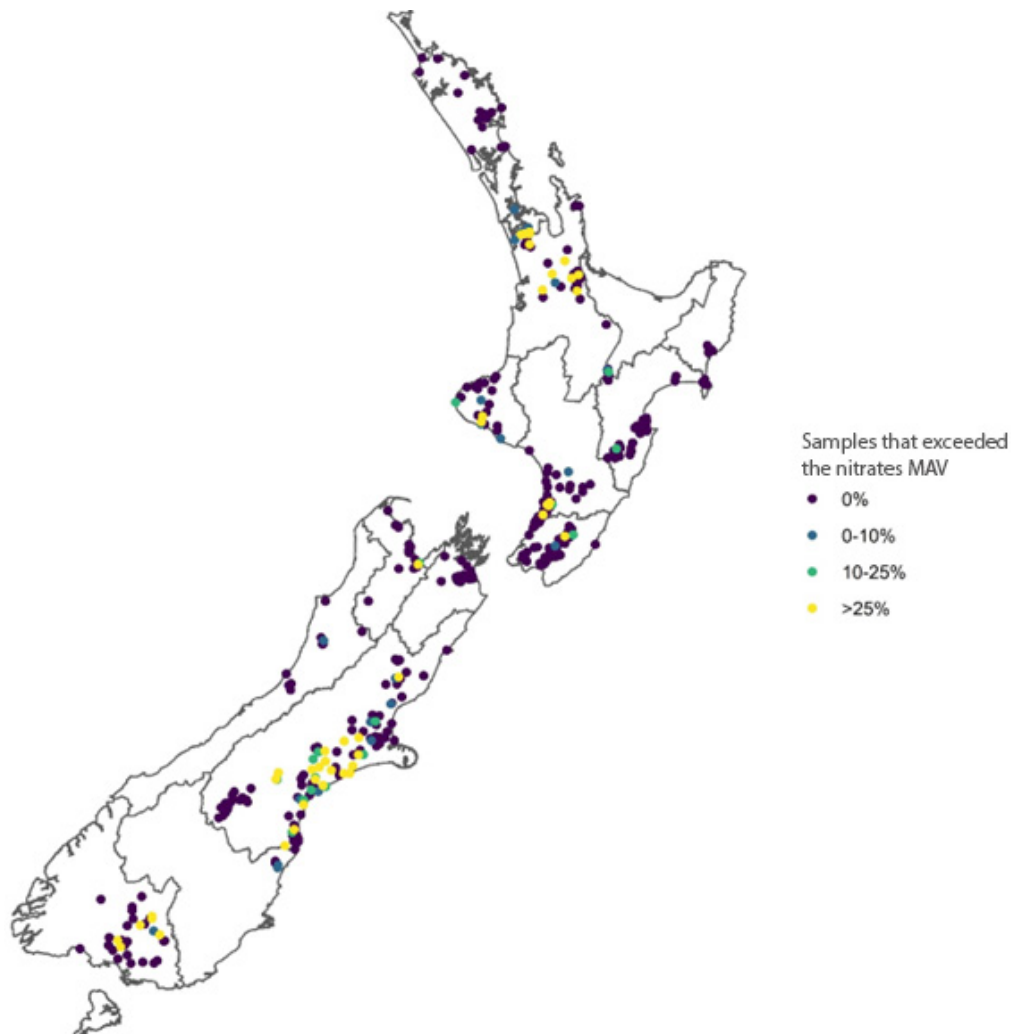 Samples that exceeded
the nitrates MAV
0%
0-10%
10-25%
>25%